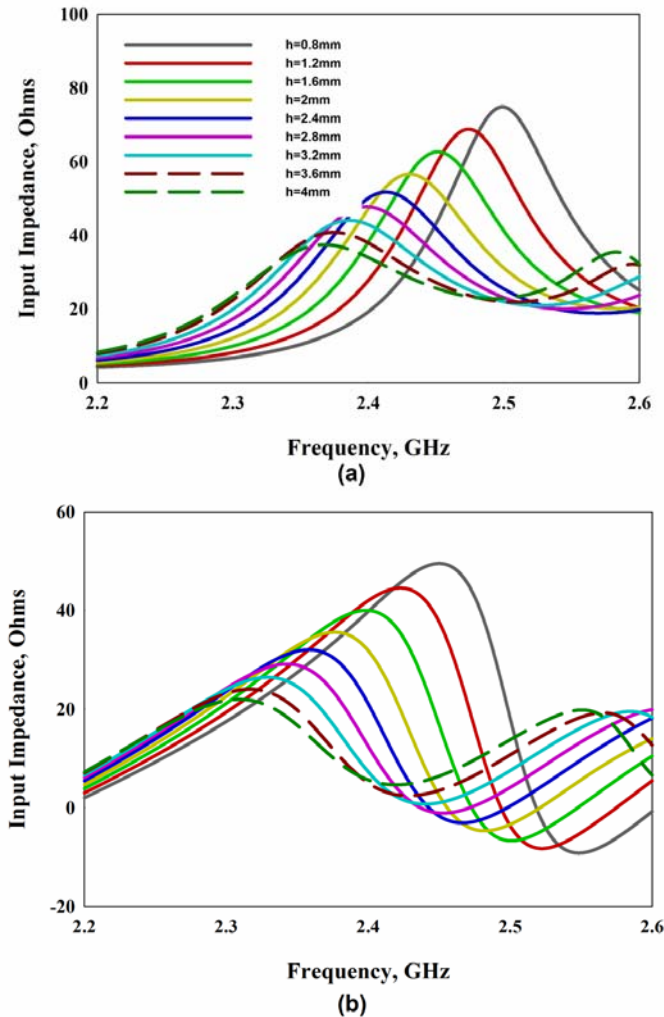 100
80
60
40
20
0
Input Impedance, Ohms
h=0.8mm
h=1.2mm
h=1.6mm
h=2mm
h=2.4mm
h=2.8mm
h=3.2mm
h=3.6mm
h=4mm
2.2 2.3 2.4 2.5 2.6
Frequency, GHz
(a)
60
40
20
0
-20
Input Impedance, Ohms
2.2 2.3 2.4 2.5 2.6
Frequency, GHz
(b)